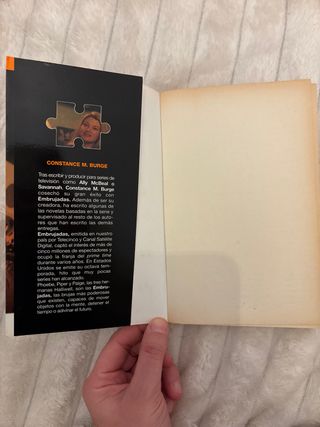 CONSTANCE M. BURGE
Tras escribir y producir para series de
televisión como Ally McBeal o
Savannah, Constance M. Burge
cosechó su gran éxito con
Embrujadas. Además de ser su
creadora, ha escrito algunas de
las novelas basadas en la serie y
supervisado al resto de los auto-
res que han escrito las demás
entregas.
Embrujadas, emitida en nuestro
país por Telecinco y Canal Satélite
Digital, captó el interés de más de
cinco millones de espectadores y
ocupó la franja del prime time
durante varios años. En Estados
Unidos se emite su octava tem-
porada, hito que muy pocas
series han alcanzado.
Phoebe, Piper y Paige, las tres her-
manas Halliwell, son las Embru-
jadas, las brujas más poderosas
que existen, capaces de mover
objetos con la mente, detener el
tiempo o adivinar el futuro.